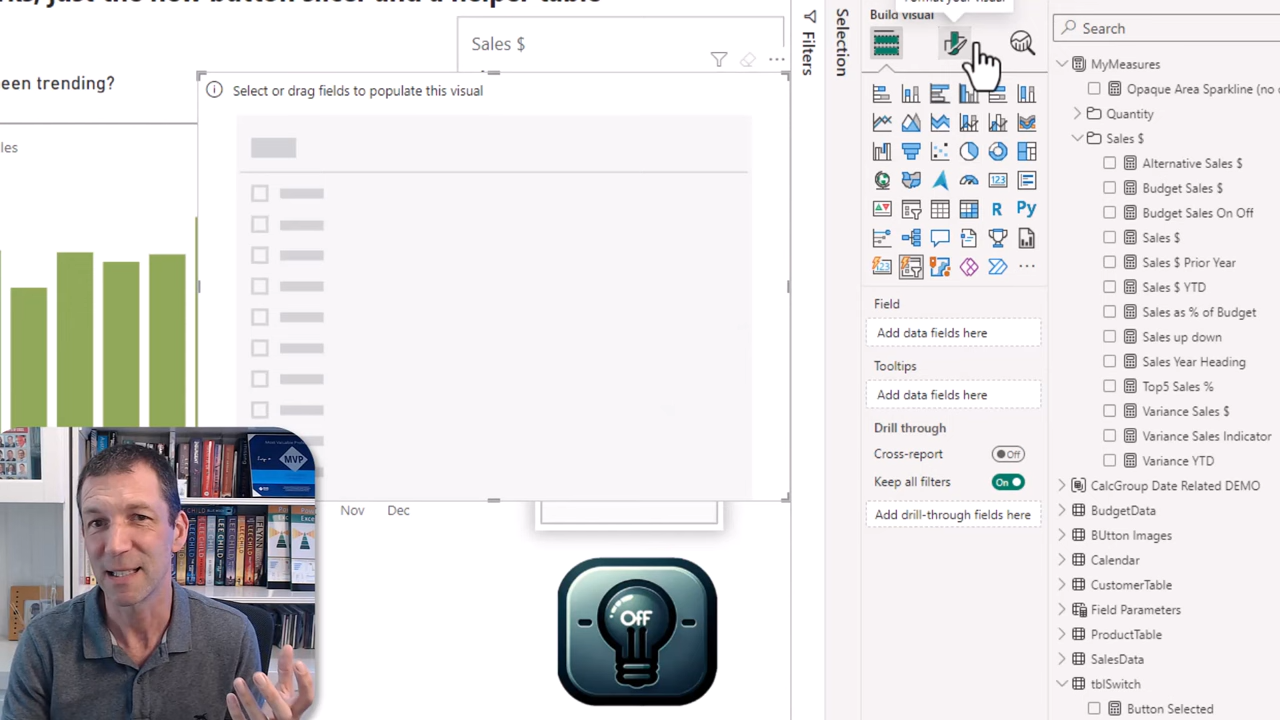 Build visual
Sales $
een trending?
Select or drag fields to populate this visual
les
Nov
Dec
Off
MVP
LEE CHILD
Filters
Selection
123
R
Py
Field
Add data fields here
Tooltips
Add data fields here
Drill through
Cross-report
Off
Keep all filters
On
Add drill-through fields here
Search
MyMeasures
Opaque Area Sparkline (no
Quantity
Sales $
Alternative Sales $
Budget Sales $
Budget Sales On Off
Sales $
Sales $ Prior Year
Sales $ YTD
Sales as % of Budget
Sales up down
Sales Year Heading
Top5 Sales %
Variance Sales $
Variance Sales Indicator
Variance YTD
CalcGroup Date Related DEMO
BudgetData
BUtton Images
Calendar
CustomerTable
Field Parameters
ProductTable
SalesData
tblSwitch
Button Selected